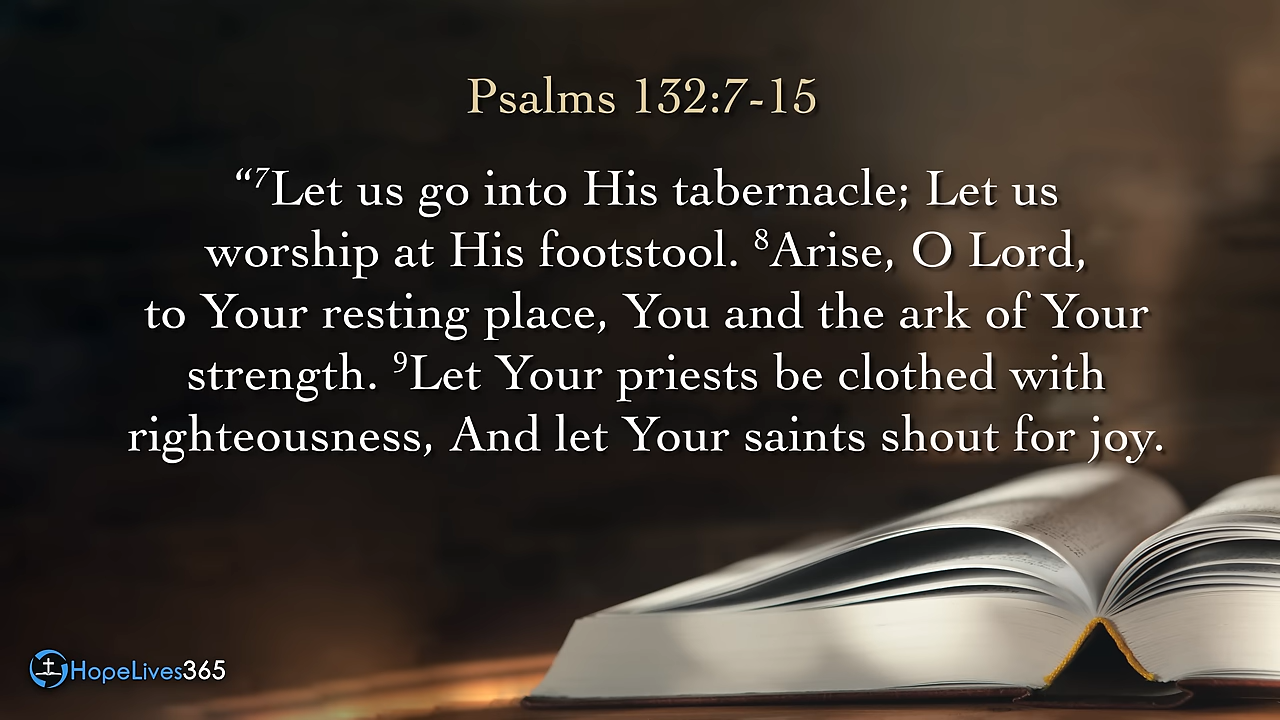 Psalms 132:7-15
“⁷Let us go into His tabernacle; Let us
worship at His footstool. ⁸Arise, O Lord,
to Your resting place, You and the ark of Your
strength. ⁹Let Your priests be clothed with
righteousness, And let Your saints shout for joy.
HopeLives365